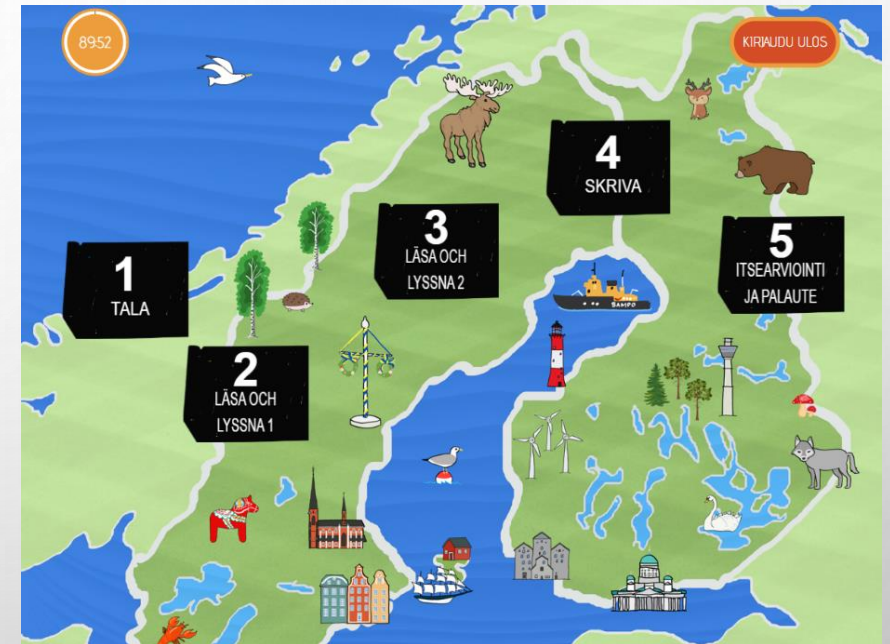 89:52
KIRJAUDU ULOS
1
TALA
2
LÄSA OCH
LYSSNA 1
3
LÄSA OCH
LYSSNA 2
4
SKRIVA
5
ITSEARVIOINTI
JA PALAUTE
SAMPO